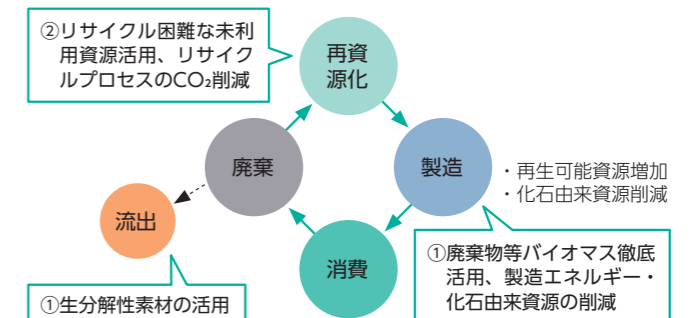 ②リサイクル困難な未利
用資源活用、リサイク
ルプロセスのCO₂削減
再資
源化
廃棄
製造
・再生可能資源増加
・化石由来資源削減
流出
消費
①廃棄物等バイオマス徹底
活用、製造エネルギー・
化石由来資源の削減
①生分解性素材の活用